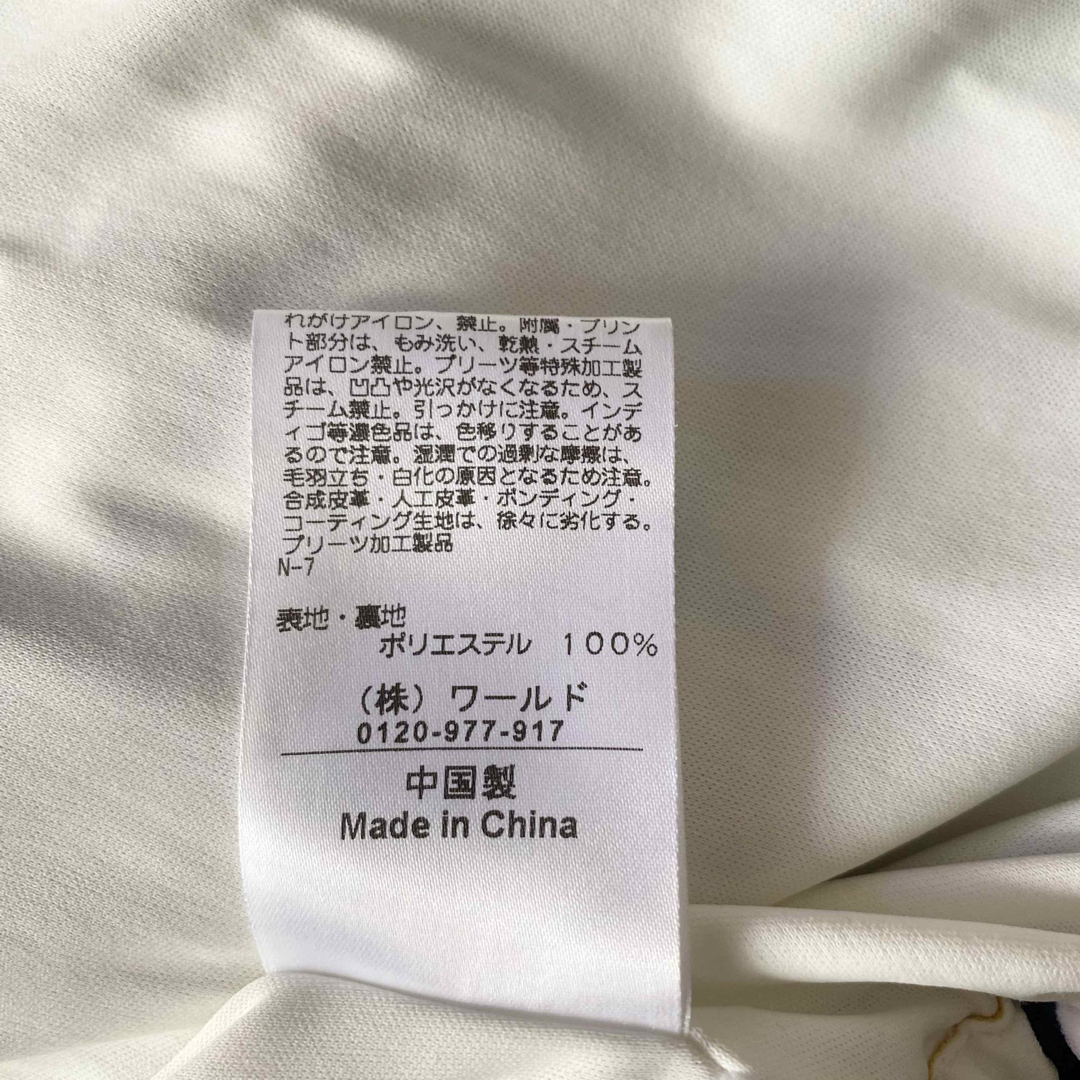 れがけアイロン、禁止。附属・プリン
ト部分は、もみ洗い、乾熱・スチーム
アイロン禁止。プリーツ等特殊加工製
品は、凹凸や光沢がなくなるため、ス
チーム禁止。引っかけに注意。インデ
ィゴ等濃色品は、色移りすることがあ
るので注意。湿潤での過剰な摩擦は、
毛羽立ち・白化の原因となるため注意。
合成皮革・人工皮革・ボンディング・
コーティング生地は、徐々に劣化する。
プリーツ加工製品
N-7
表地・裏地
ポリエステル 100%
(株) ワールド
0120-977-917
中国製
Made in China